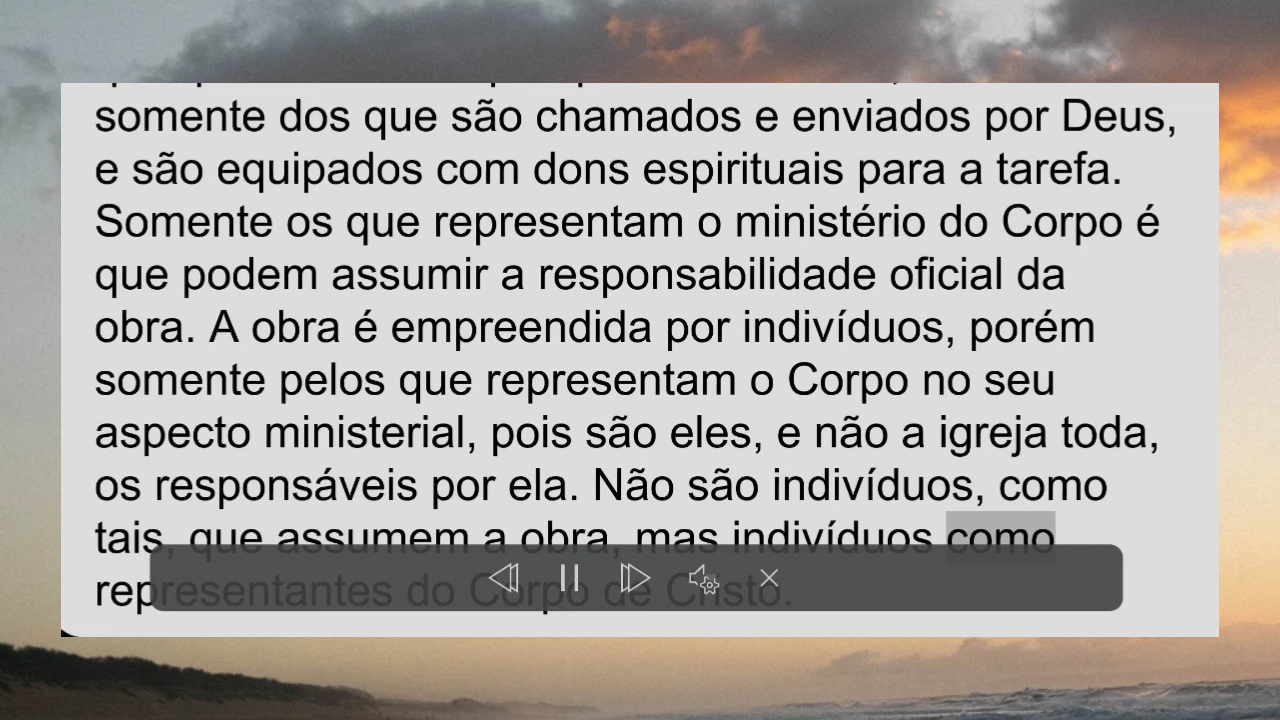 somente dos que são chamados e enviados por Deus,
e são equipados com dons espirituais para a tarefa.
Somente os que representam o ministério do Corpo é
que podem assumir a responsabilidade oficial da
obra. A obra é empreendida por indivíduos, porém
somente pelos que representam o Corpo no seu
aspecto ministerial, pois são eles, e não a igreja toda,
os responsáveis por ela. Não são indivíduos, como
tais, que assumem a obra, mas indivíduos como
representantes do Corpo de Cristo.